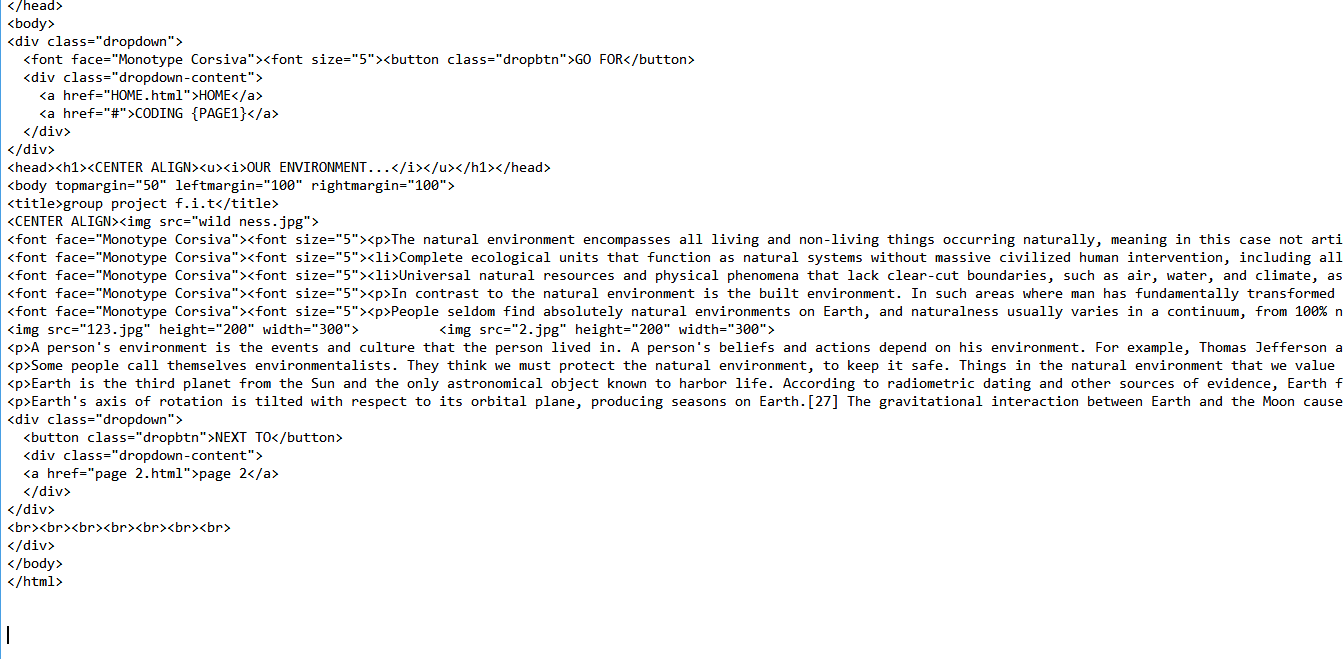 </head>
<body>
<div class="dropdown">
  <font face="Monotype Corsiva"><font size="5"><button class="dropbtn">GO FOR</button>
  <div class="dropdown-content">
    <a href="HOME.html">HOME</a>
    <a href="#">CODING {PAGE1}</a>
  </div>
</div>
<head><h1><CENTER ALIGN><u><i>OUR ENVIRONMENT...</i></u></h1></head>
<body topmargin="50" leftmargin="100" rightmargin="100">
<title>group project f.i.t</title>
<CENTER ALIGN><img src="wild ness.jpg">
<font face="Monotype Corsiva"><font size="5"><p>The natural environment encompasses all living and non-living things occurring naturally, meaning in this case not arti
<font face="Monotype Corsiva"><font size="5"><li>Complete ecological units that function as natural systems without massive civilized human intervention, including all
<font face="Monotype Corsiva"><font size="5"><li>Universal natural resources and physical phenomena that lack clear-cut boundaries, such as air, water, and climate, as
<font face="Monotype Corsiva"><font size="5"><p>In contrast to the natural environment is the built environment. In such areas where man has fundamentally transformed
<font face="Monotype Corsiva"><font size="5"><p>People seldom find absolutely natural environments on Earth, and naturalness usually varies in a continuum, from 100% n
<img src="123.jpg" height="200" width="300">          <img src="2.jpg" height="200" width="300">
<p>A person's environment is the events and culture that the person lived in. A person's beliefs and actions depend on his environment. For example, Thomas Jefferson a
<p>Some people call themselves environmentalists. They think we must protect the natural environment, to keep it safe. Things in the natural environment that we value
<p>Earth is the third planet from the Sun and the only astronomical object known to harbor life. According to radiometric dating and other sources of evidence, Earth f
<p>Earth's axis of rotation is tilted with respect to its orbital plane, producing seasons on Earth.[27] The gravitational interaction between Earth and the Moon cause
<div class="dropdown">
  <button class="dropbtn">NEXT TO</button>
  <div class="dropdown-content">
  <a href="page 2.html">page 2</a>
  </div>
</div>
<br><br><br><br><br><br><br>
</div>
</body>
</html>